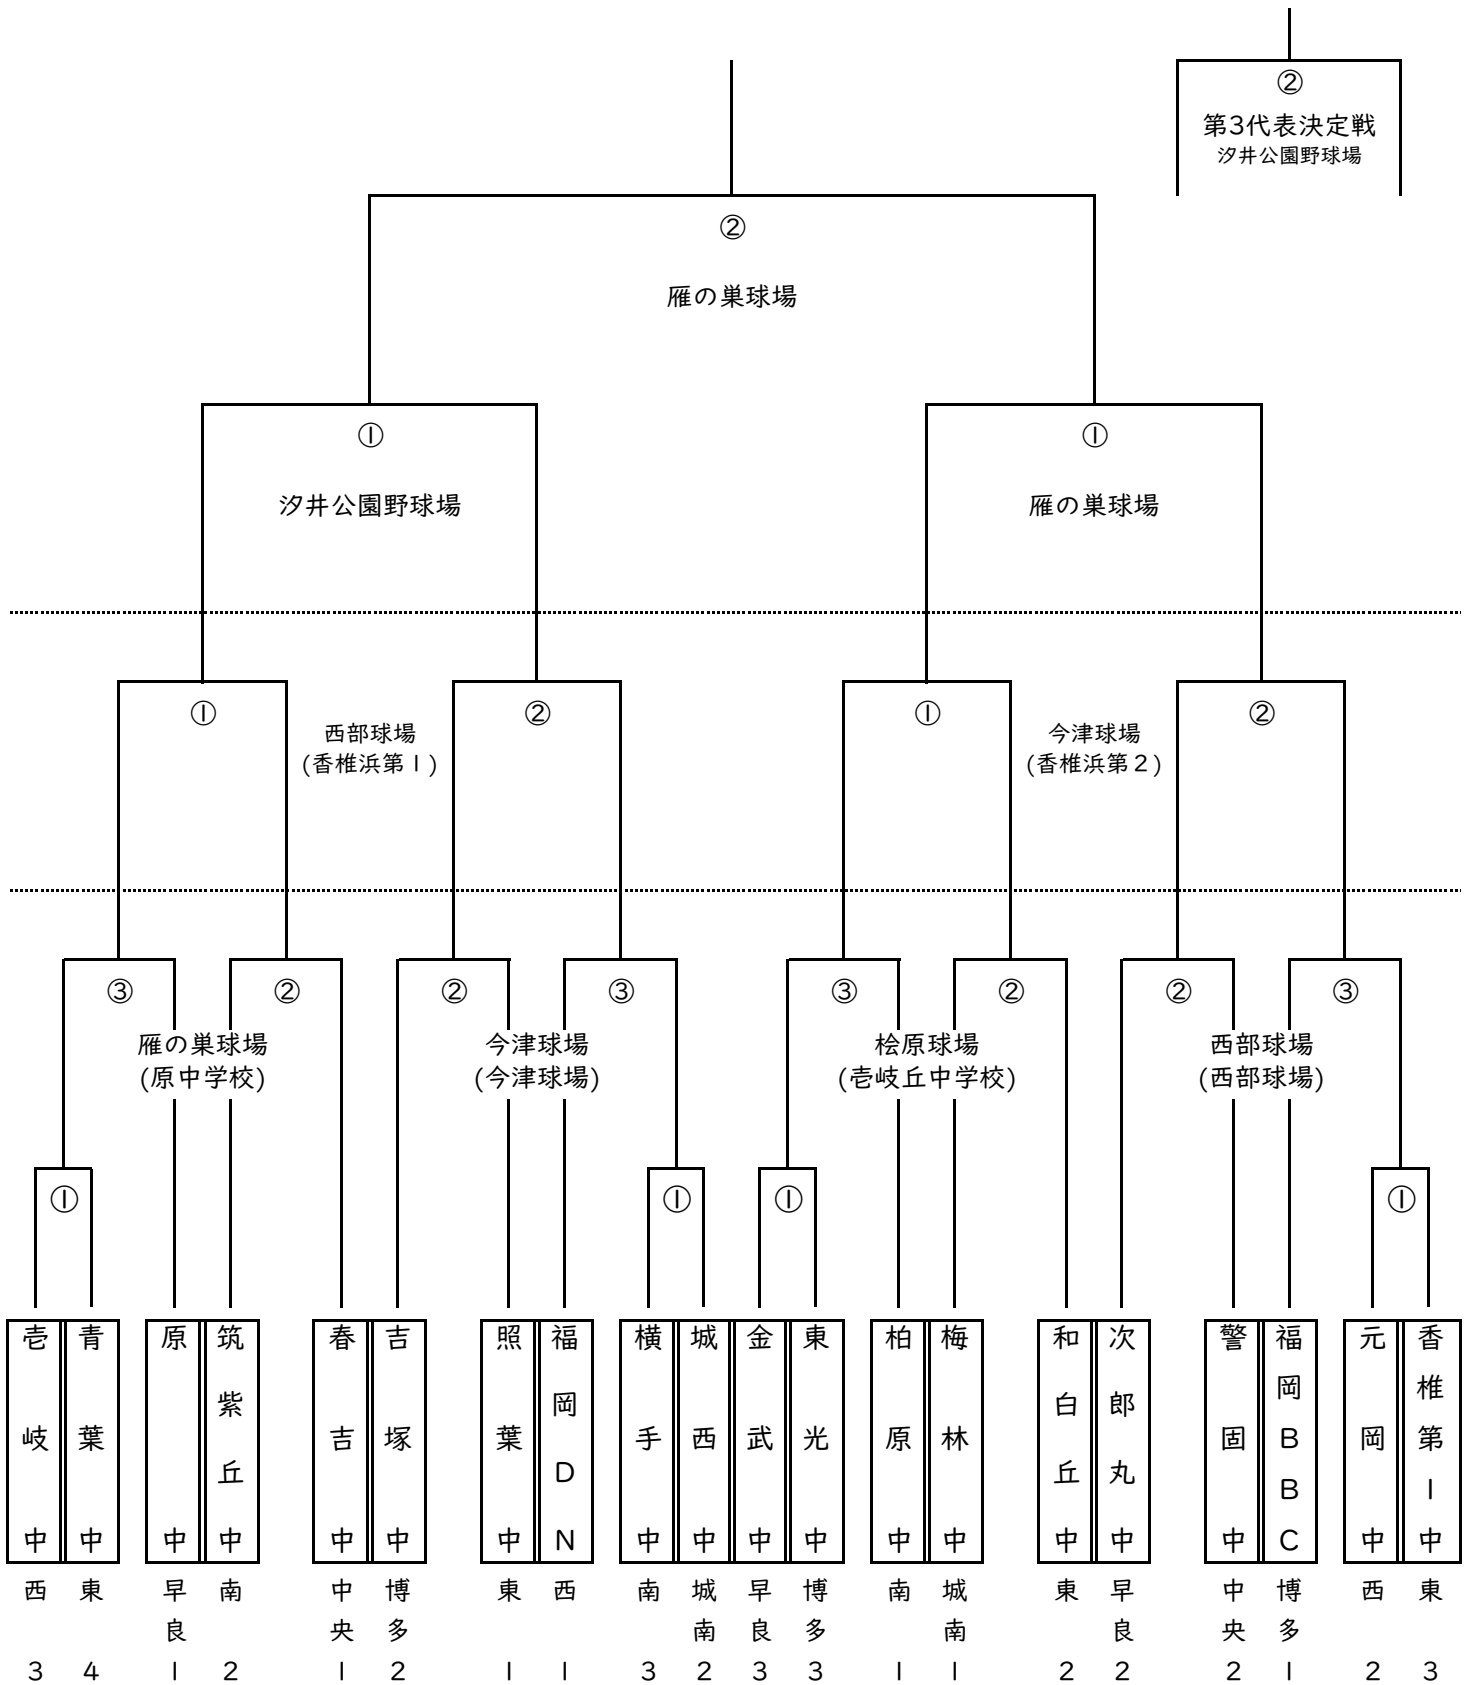 ②
第3代表決定戦
汐井公園野球場
②
雁の巣球場
①
汐井公園野球場
①
雁の巣球場
①
西部球場
(香椎浜第1)
②
①
今津球場
(香椎浜第2)
②
③
②
雁の巣球場
(原中学校)
②
③
今津球場
(今津球場)
③
②
桧原球場
(壱岐丘中学校)
②
③
西部球場
(西部球場)
①
①
①
①
壱岐中
青葉中
原中
筑紫丘中
春吉中
吉塚中
照葉中
福岡DN
横手中
城西中
金武中
東光中
柏原中
梅林中
和白丘中
次郎丸中
警固中
福岡BBC
元岡中
香椎第1中
西3
東4
早良1
南2
中央1
博多2
東1
西1
南3
城南2
早良3
博多3
南1
城南1
東2
早良2
中央2
博多1
西2
東3